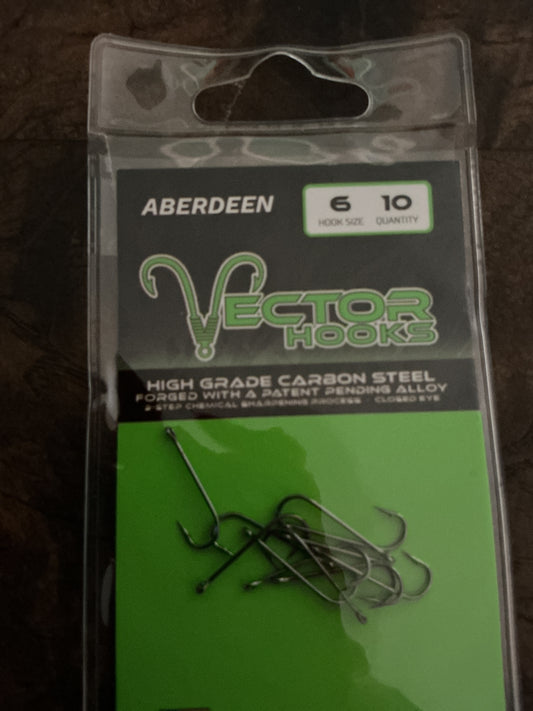 ABERDEEN
6 10
HOOK SIZE QUANTITY
VECTOR
HOOKS
HIGH GRADE CARBON STEEL
FORGED WITH A PATENT PENDING ALLOY
2-STEP CHEMICAL SHARPENING PROCESS - CLOSED EYE